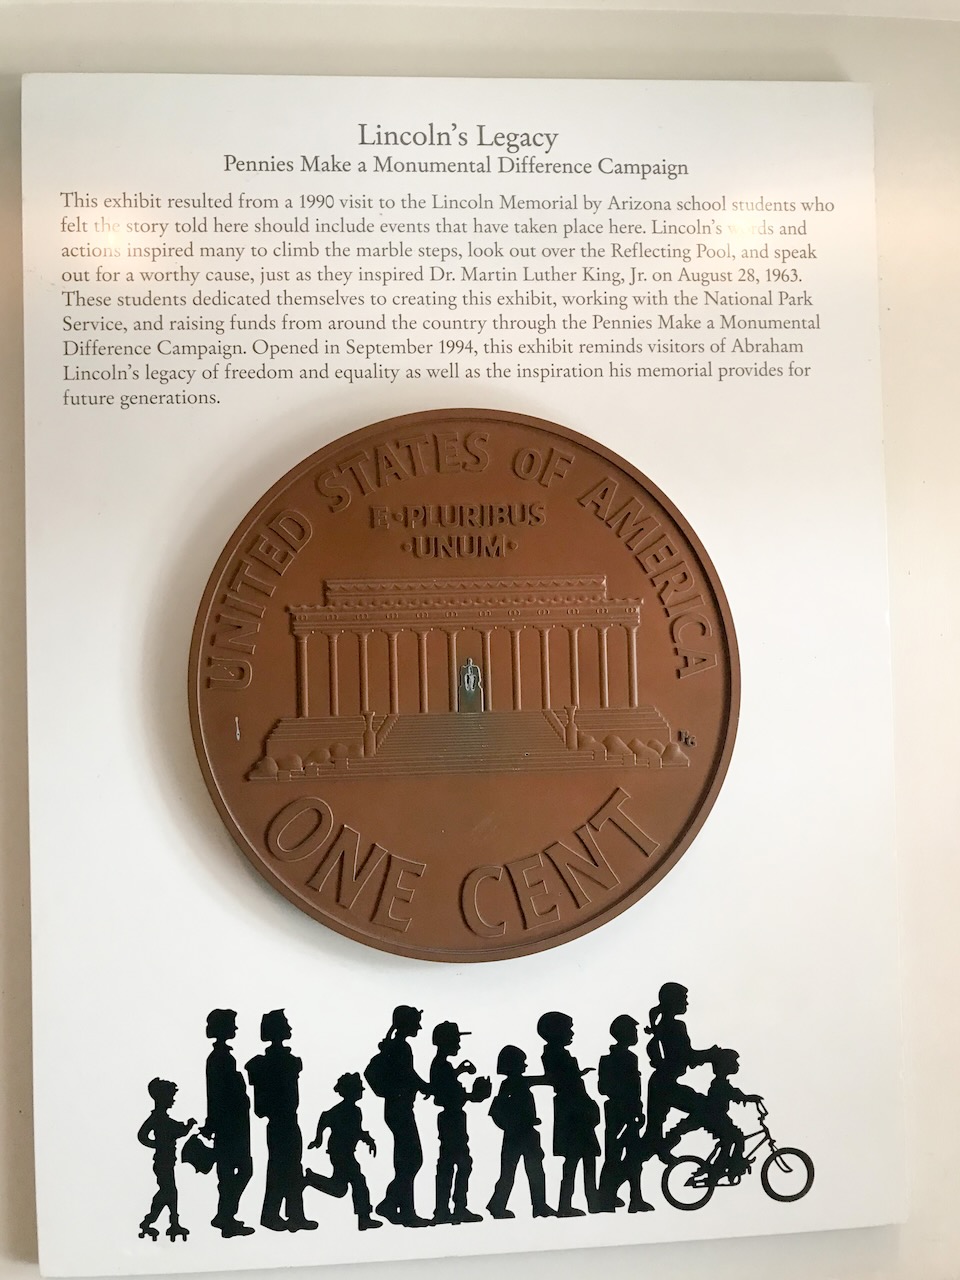 Lincoln's Legacy
Pennies Make a Monumental Difference Campaign
This exhibit resulted from a 1990 visit to the Lincoln Memorial by Arizona school students who
felt the story told here should include events that have taken place here. Lincoln's words and
actions inspired many to climb the marble steps, look out over the Reflecting Pool, and speak
out for a worthy cause, just as they inspired Dr. Martin Luther King, Jr. on August 28, 1963.
These students dedicated themselves to creating this exhibit, working with the National Park
Service, and raising funds from around the country through the Pennies Make a Monumental
Difference Campaign. Opened in September 1994, this exhibit reminds visitors of Abraham
Lincoln's legacy of freedom and equality as well as the inspiration his memorial provides for
future generations.
UNITED STATES OF AMERICA
E·PLURIBUS
·UNUM·
ONE CENT